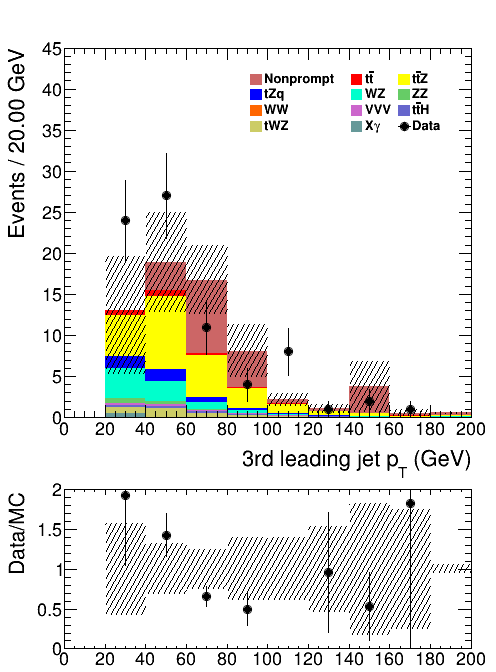 Events / 20.00 GeV
45
40
35
30
25
20
15
10
5
0
Nonprompt tt̄ tt̄Z
tZq WZ ZZ
WW VVV tt̄H
tWZ Xγ Data
0 20 40 60 80 100 120 140 160 180 200
3rd leading jet p_T (GeV)
Data/MC
2
1.5
1
0.5
0
0 20 40 60 80 100 120 140 160 180 200